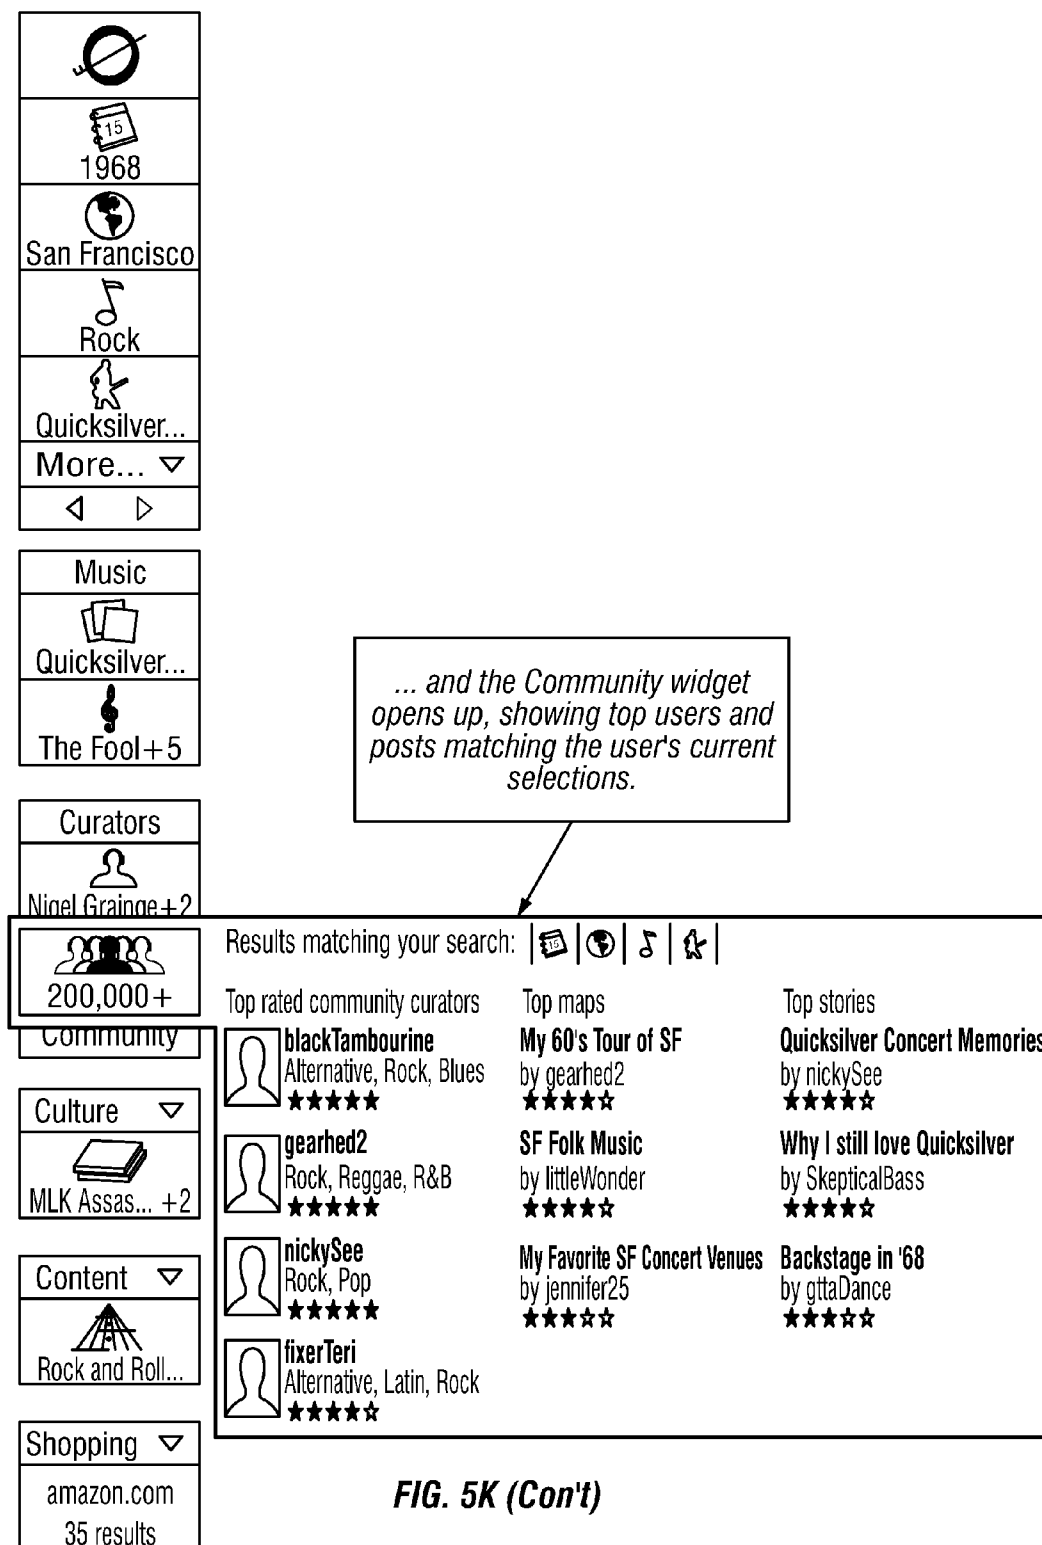 15
1968
San Francisco
Rock
Quicksilver...
More...
Music
Quicksilver...
The Fool+5
... and the Community widget
opens up, showing top users and
posts matching the user's current
selections.
Curators
Nigel Grainge+2
200,000+
Community
Results matching your search:
15
Top rated community curators
blackTambourine
Alternative, Rock, Blues
gearhed2
Rock, Reggae, R&B
nickySee
Rock, Pop
fixerTeri
Alternative, Latin, Rock
Top maps
My 60's Tour of SF
by gearhed2
SF Folk Music
by littleWonder
My Favorite SF Concert Venues
by jennifer25
Top stories
Quicksilver Concert Memories
by nickySee
Why I still love Quicksilver
by SkepticalBass
Backstage in '68
by gttaDance
Culture
MLK Assas... +2
Content
Rock and Roll...
Shopping
amazon.com
35 results
FIG. 5K (Con't)